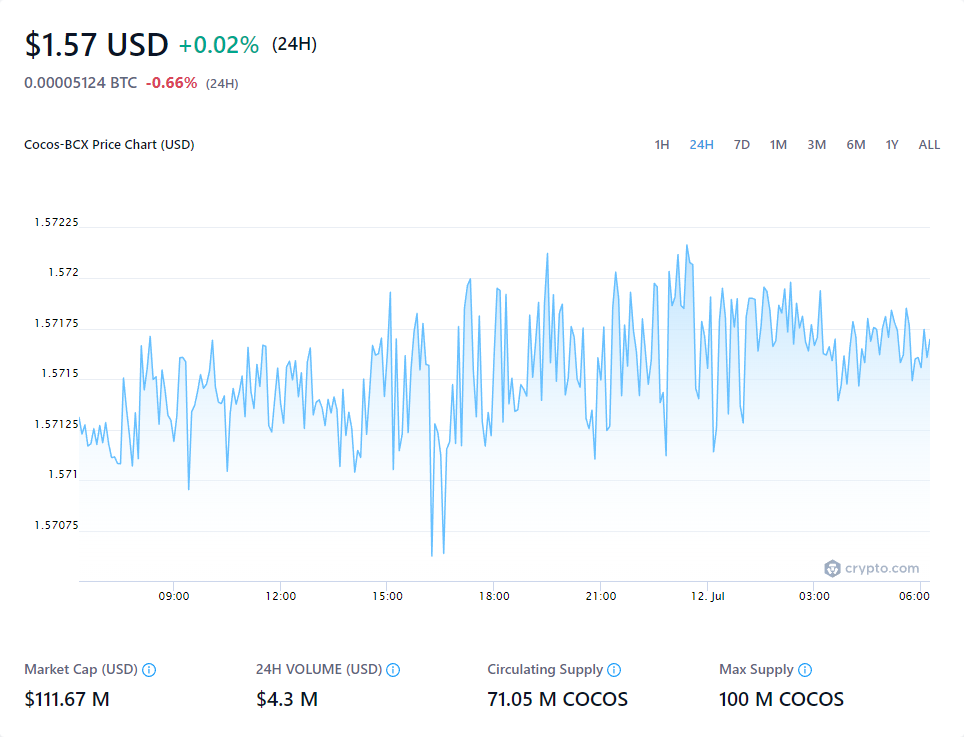 $1.57 USD +0.02% (24H)
0.00005124 BTC -0.66% (24H)
Cocos-BCX Price Chart (USD) 1H 24H 7D 1M 3M 6M 1Y ALL
1.57225
1.572
1.57175
1.5715
1.57125
1.571
1.57075
crypto.com
09:00 12:00 15:00 18:00 21:00 12. Jul 03:00 06:00
Market Cap (USD) 24H VOLUME (USD) Circulating Supply Max Supply
$111.67 M $4.3 M 71.05 M COCOS 100 M COCOS